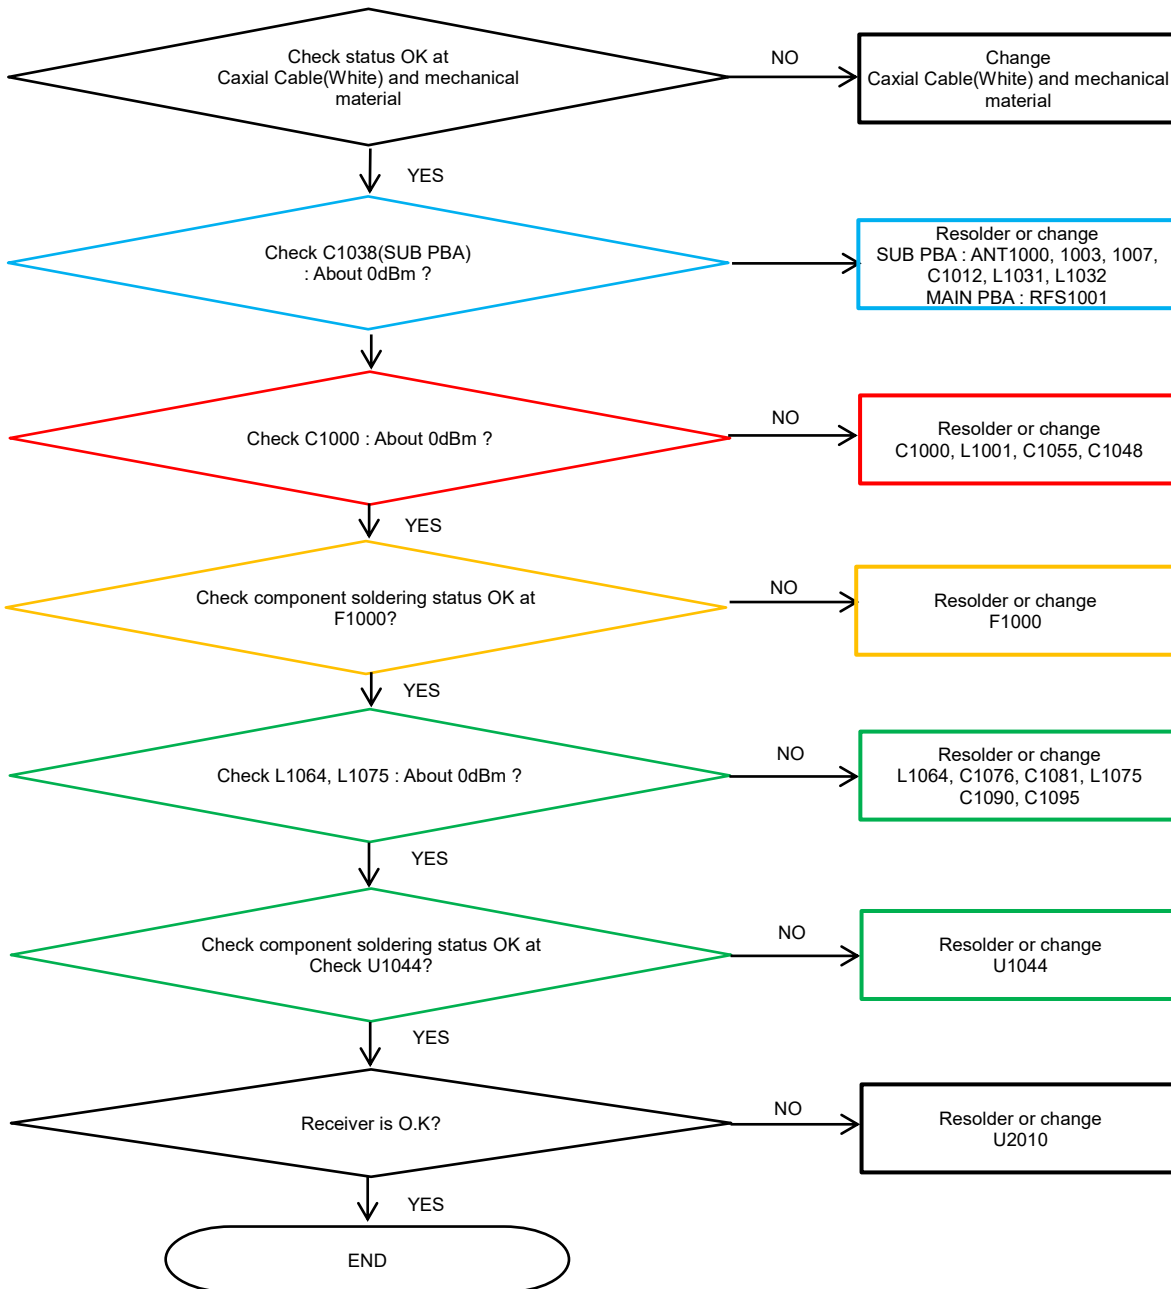 Check status OK at
Caxial Cable(White) and mechanical
material
NO
Change
Caxial Cable(White) and mechanical
material
YES
Check C1038(SUB PBA)
: About 0dBm ?
Resolder or change
SUB PBA : ANT1000, 1003, 1007,
C1012, L1031, L1032
MAIN PBA : RFS1001
Check C1000 : About 0dBm ?
NO
Resolder or change
C1000, L1001, C1055, C1048
YES
Check component soldering status OK at
F1000?
NO
Resolder or change
F1000
YES
Check L1064, L1075 : About 0dBm ?
NO
Resolder or change
L1064, C1076, C1081, L1075
C1090, C1095
YES
Check component soldering status OK at
Check U1044?
NO
Resolder or change
U1044
YES
Receiver is O.K?
NO
Resolder or change
U2010
YES
END